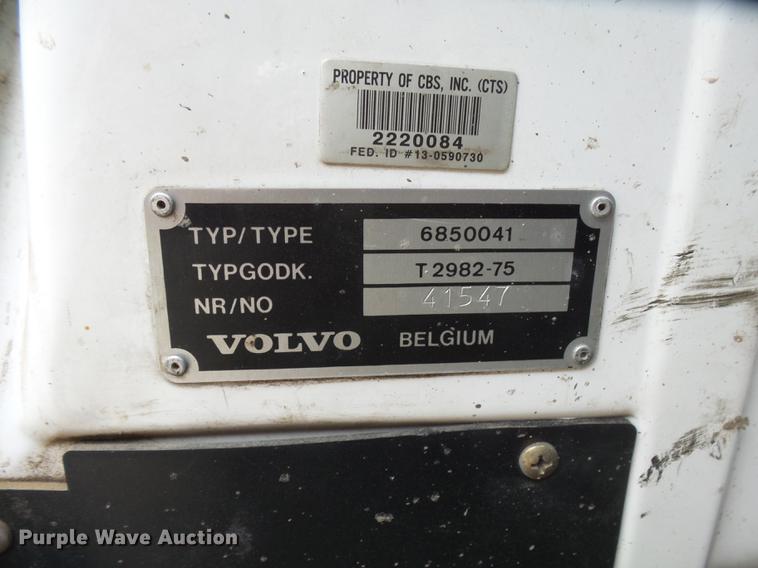 PROPERTY OF CBS, INC. (CTS)
2220084
FED. ID #13-0590730
TYP/TYPE 6850041
TYPGODK. T 2982-75
NR/NO 41547
VOLVO BELGIUM
Purple Wave Auction